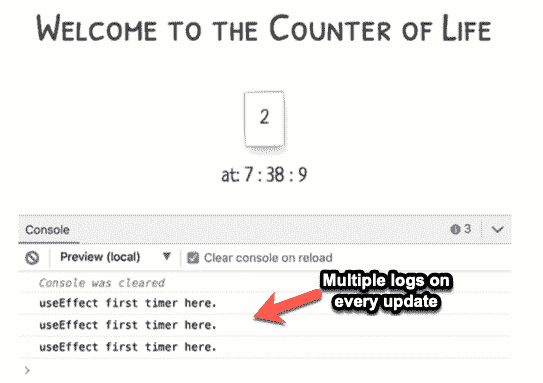 Welcome to the Counter of Life
2
at: 7 : 38 : 9
Console
3
Preview (local)
Clear console on reload
Console was cleared
useEffect first timer here.
useEffect first timer here.
useEffect first timer here.
Multiple logs on
every update